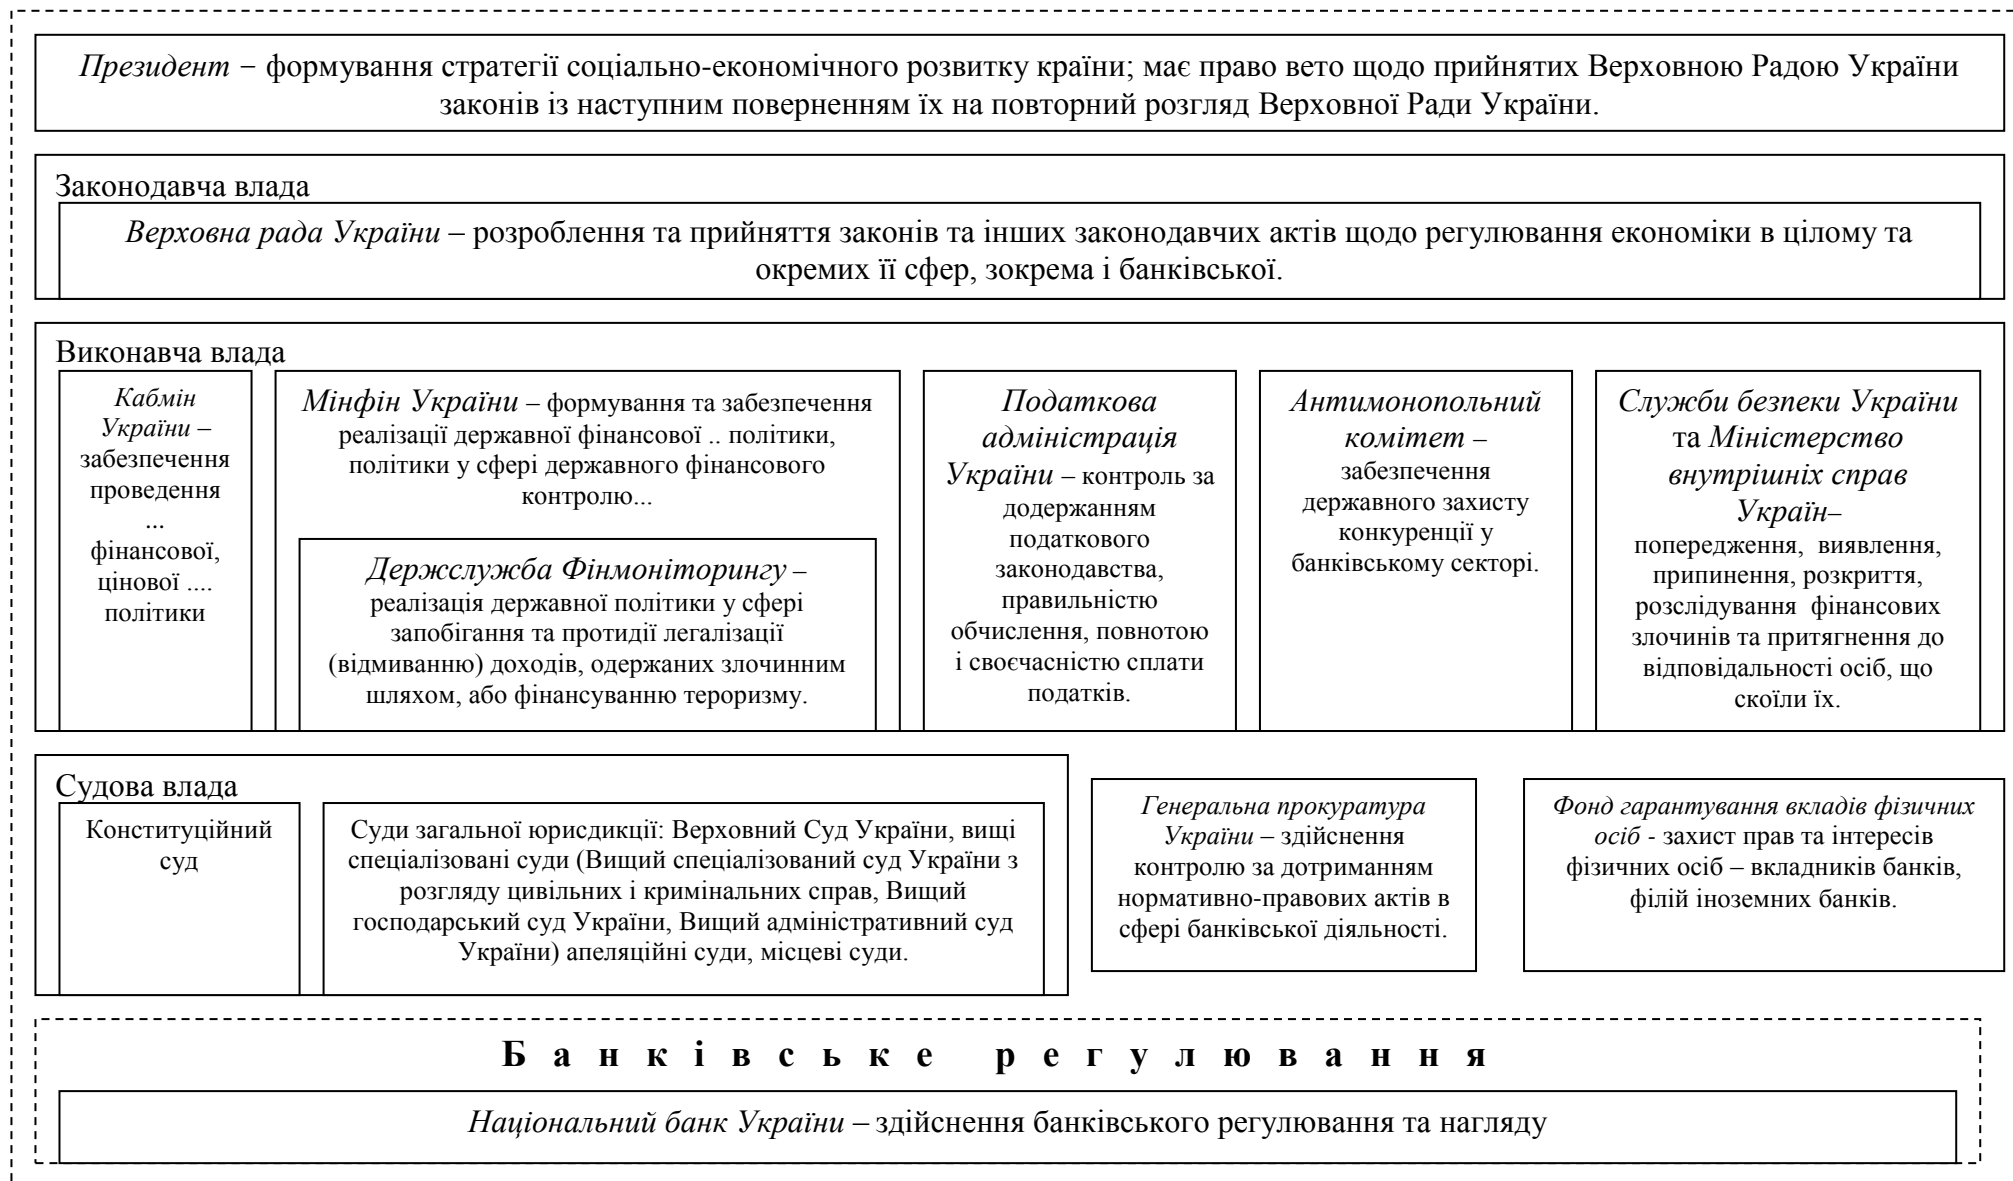 Президент − формування стратегії соціально-економічного розвитку країни; має право вето щодо прийнятих Верховною Радою України
законів із наступним поверненням їх на повторний розгляд Верховної Ради України.
Законодавча влада
Верховна рада України – розроблення та прийняття законів та інших законодавчих актів щодо регулювання економіки в цілому та
окремих її сфер, зокрема і банківської.
Виконавча влада
Кабмін
України –
забезпечення
проведення
...
фінансової,
цінової ....
політики
Мінфін України – формування та забезпечення
реалізації державної фінансової .. політики,
політики у сфері державного фінансового
контролю...
Держслужба Фінмоніторингу –
реалізація державної політики у сфері
запобігання та протидії легалізації
(відмиванню) доходів, одержаних злочинним
шляхом, або фінансуванню тероризму.
Податкова
адміністрація
України – контроль за
додержанням
податкового
законодавства,
правильністю
обчислення, повнотою
і своєчасністю сплати
податків.
Антимонопольний
комітет –
забезпечення
державного захисту
конкуренції у
банківському секторі.
Служби безпеки України
та Міністерство
внутрішніх справ
Україн–
попередження, виявлення,
припинення, розкриття,
розслідування фінансових
злочинів та притягнення до
відповідальності осіб, що
скоїли їх.
Судова влада
Конституційний
суд
Суди загальної юрисдикції: Верховний Суд України, вищі
спеціалізовані суди (Вищий спеціалізований суд України з
розгляду цивільних і кримінальних справ, Вищий
господарський суд України, Вищий адміністративний суд
України) апеляційні суди, місцеві суди.
Генеральна прокуратура
України – здійснення
контролю за дотриманням
нормативно-правових актів в
сфері банківської діяльності.
Фонд гарантування вкладів фізичних
осіб - захист прав та інтересів
фізичних осіб – вкладників банків,
філій іноземних банків.
Банківське регулювання
Національний банк України – здійснення банківського регулювання та нагляду